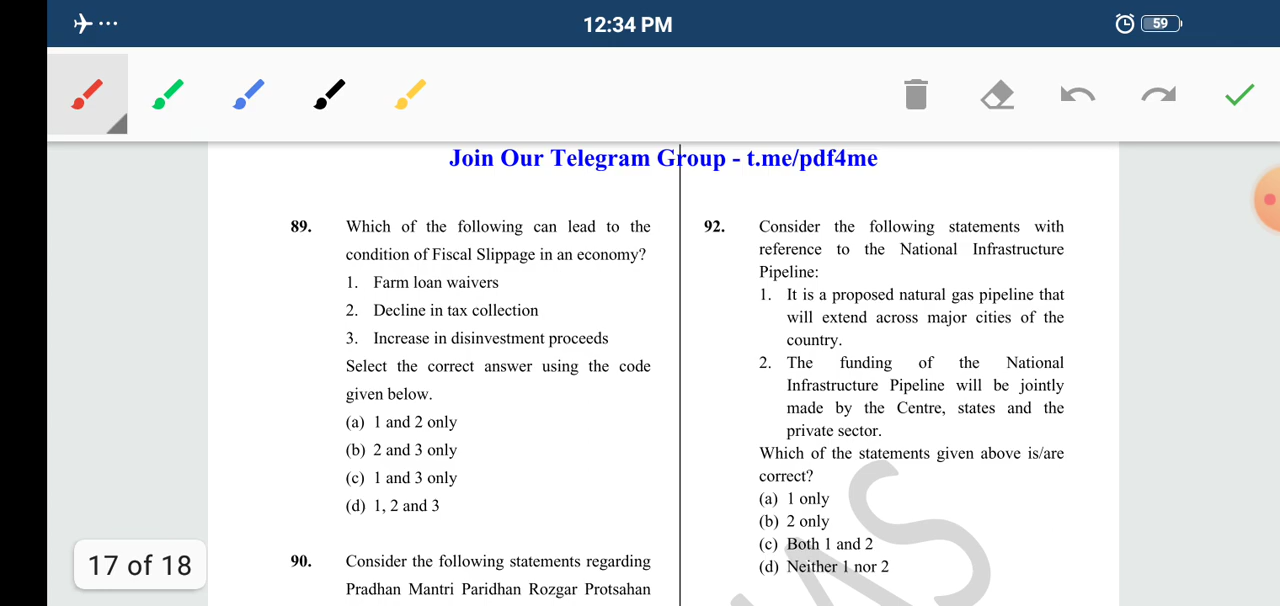 12:34 PM
59
Join Our Telegram Group - t.me/pdf4me
89. Which of the following can lead to the
condition of Fiscal Slippage in an economy?
1. Farm loan waivers
2. Decline in tax collection
3. Increase in disinvestment proceeds
Select the correct answer using the code
given below.
(a) 1 and 2 only
(b) 2 and 3 only
(c) 1 and 3 only
(d) 1, 2 and 3
90. Consider the following statements regarding
Pradhan Mantri Paridhan Rozgar Protsahan
92. Consider the following statements with
reference to the National Infrastructure
Pipeline:
1. It is a proposed natural gas pipeline that
will extend across major cities of the
country.
2. The funding of the National
Infrastructure Pipeline will be jointly
made by the Centre, states and the
private sector.
Which of the statements given above is/are
correct?
(a) 1 only
(b) 2 only
(c) Both 1 and 2
(d) Neither 1 nor 2
17 of 18